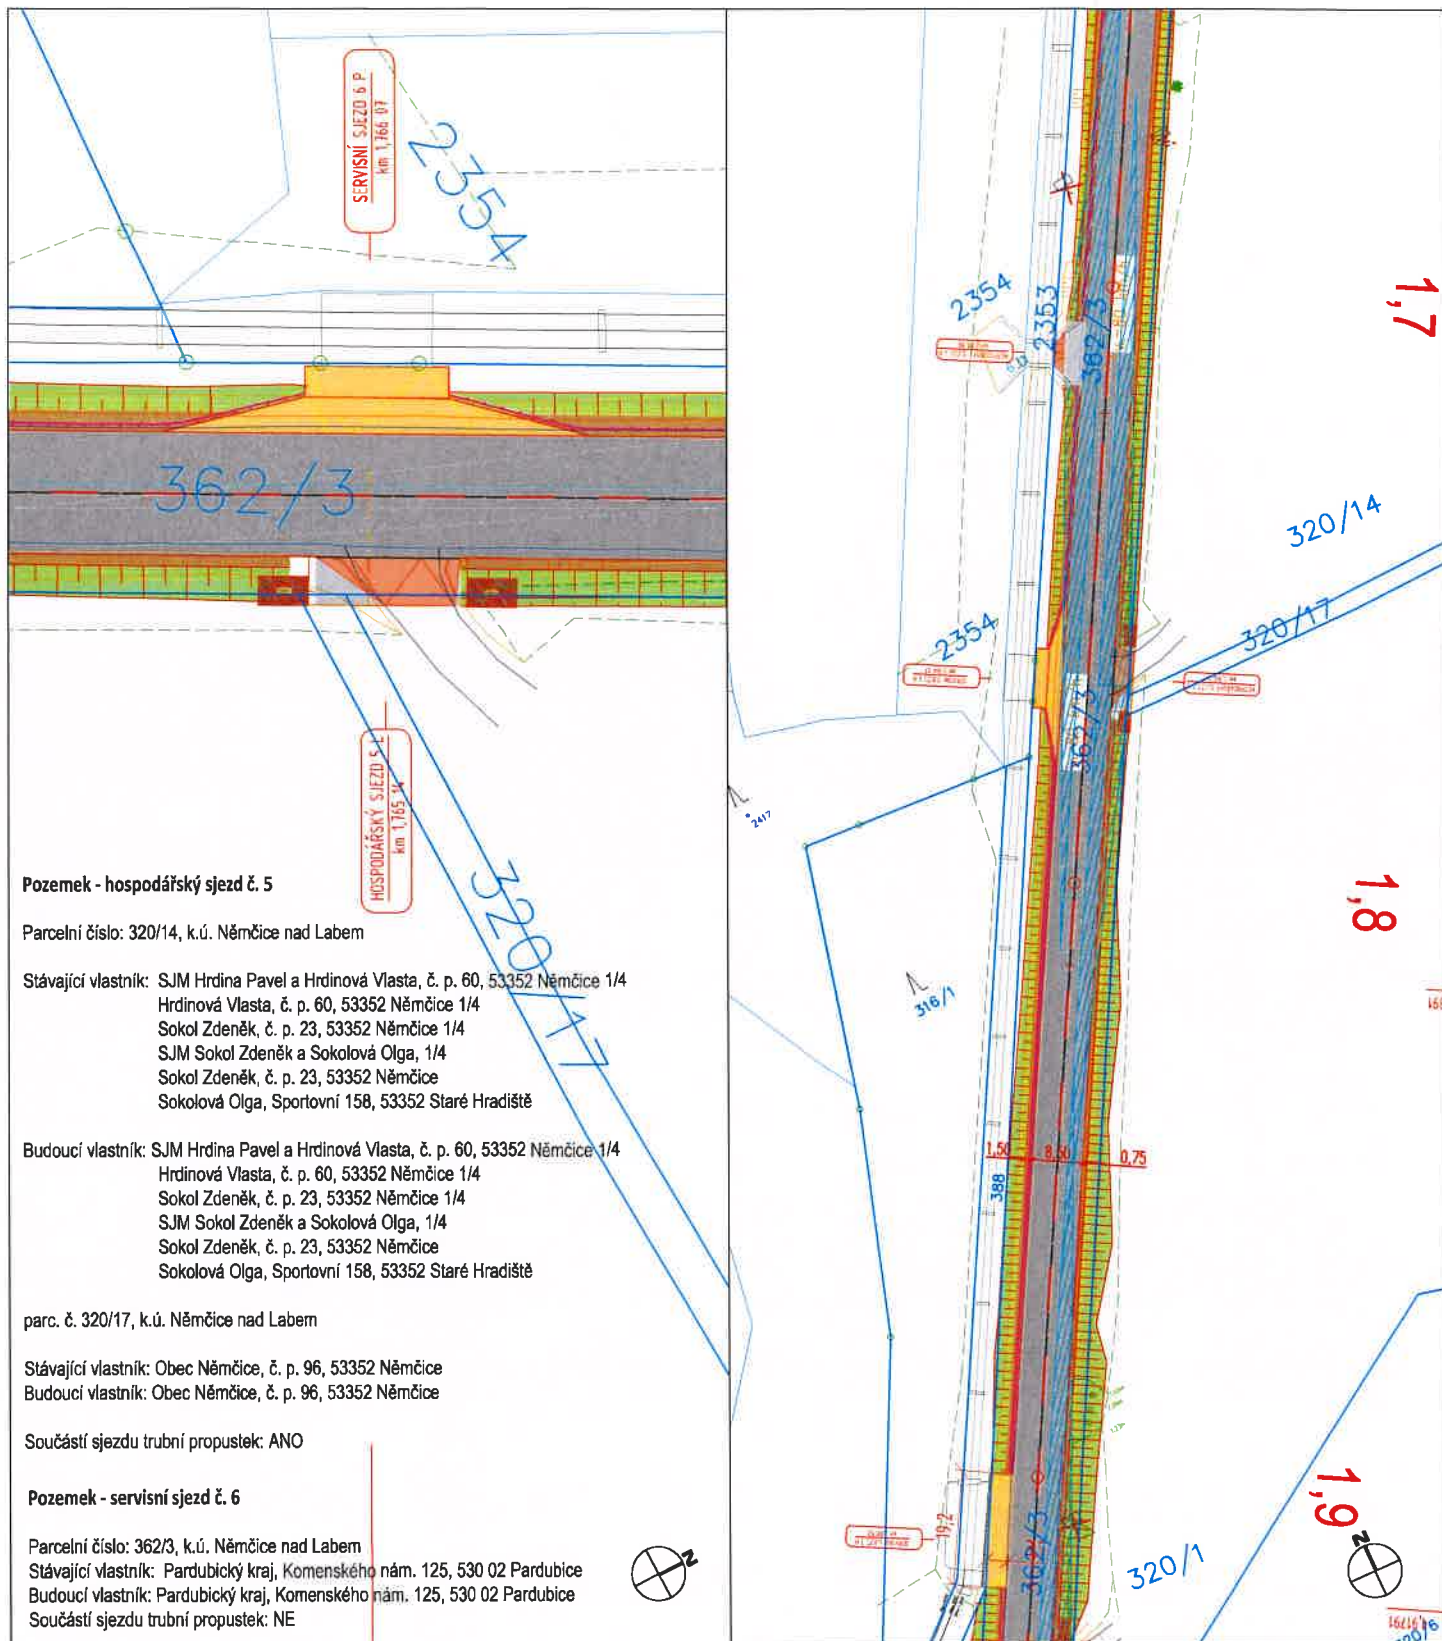 SERVISNÍ SJEZD 6 P
km 1,766 07
2354
362/3
HOSPODÁŘSKÝ SJEZD 5 L
km 1,765 14
320/17
Pozemek - hospodářský sjezd č. 5
Parcelní číslo: 320/14, k.ú. Němčice nad Labem
Stávající vlastník: SJM Hrdina Pavel a Hrdinová Vlasta, č. p. 60, 53352 Němčice 1/4
Hrdinová Vlasta, č. p. 60, 53352 Němčice 1/4
Sokol Zdeněk, č. p. 23, 53352 Němčice 1/4
SJM Sokol Zdeněk a Sokolová Olga, 1/4
Sokol Zdeněk, č. p. 23, 53352 Němčice
Sokolová Olga, Sportovní 158, 53352 Staré Hradiště
Budoucí vlastník: SJM Hrdina Pavel a Hrdinová Vlasta, č. p. 60, 53352 Němčice 1/4
Hrdinová Vlasta, č. p. 60, 53352 Němčice 1/4
Sokol Zdeněk, č. p. 23, 53352 Němčice 1/4
SJM Sokol Zdeněk a Sokolová Olga, 1/4
Sokol Zdeněk, č. p. 23, 53352 Němčice
Sokolová Olga, Sportovní 158, 53352 Staré Hradiště
parc. č. 320/17, k.ú. Němčice nad Labem
Stávající vlastník: Obec Němčice, č. p. 96, 53352 Němčice
Budoucí vlastník: Obec Němčice, č. p. 96, 53352 Němčice
Součástí sjezdu trubní propustek: ANO
Pozemek - servisní sjezd č. 6
Parcelní číslo: 362/3, k.ú. Němčice nad Labem
Stávající vlastník: Pardubický kraj, Komenského nám. 125, 530 02 Pardubice
Budoucí vlastník: Pardubický kraj, Komenského nám. 125, 530 02 Pardubice
Součástí sjezdu trubní propustek: NE
N
2354
2353
362/3
1,7
320/14
320/17
2354
362/3
2417
1,8
316/1
1,50
8,50
0,75
388
1,9
19,2
362/3
320/1
N